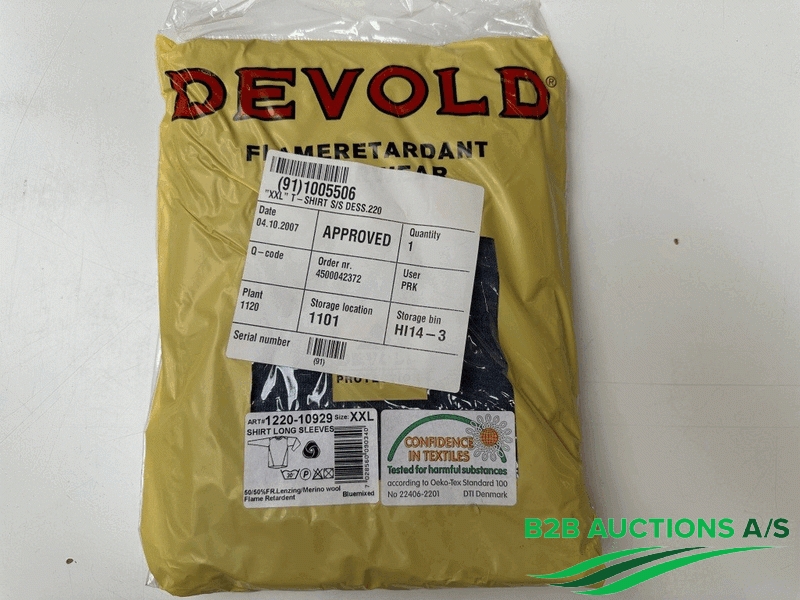 DEVOLD®
FLAMERETARDANT
(91)1005506
"XXL" T-SHIRT S/S DESS.220
Date
04.10.2007
APPROVED
Quantity
1
Q-code
Order nr.
4500042372
User
PRK
Plant
1120
Storage location
1101
Storage bin
HI14-3
Serial number
(91)
ART# 1220-10929 Size: XXL
SHIRT LONG SLEEVES
30° P
7028560090340
50/50%FR.Lenzing/Merino wool
Flame Retardent
Bluemixed
CONFIDENCE
IN TEXTILES
Tested for harmful substances
according to Oeko-Tex Standard 100
No 22406-2201 DTI Denmark
B2B AUCTIONS A/S